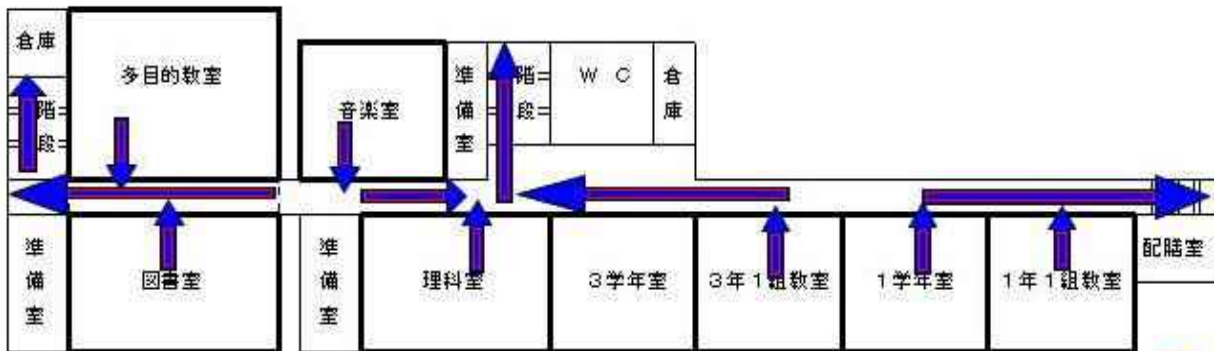 倉庫
多目的教室
音楽室
準備室
階段
WC
倉庫
階段
準備室
図書室
準備室
理科室
3学年室
3年1組教室
1学年室
1年1組教室
配膳室